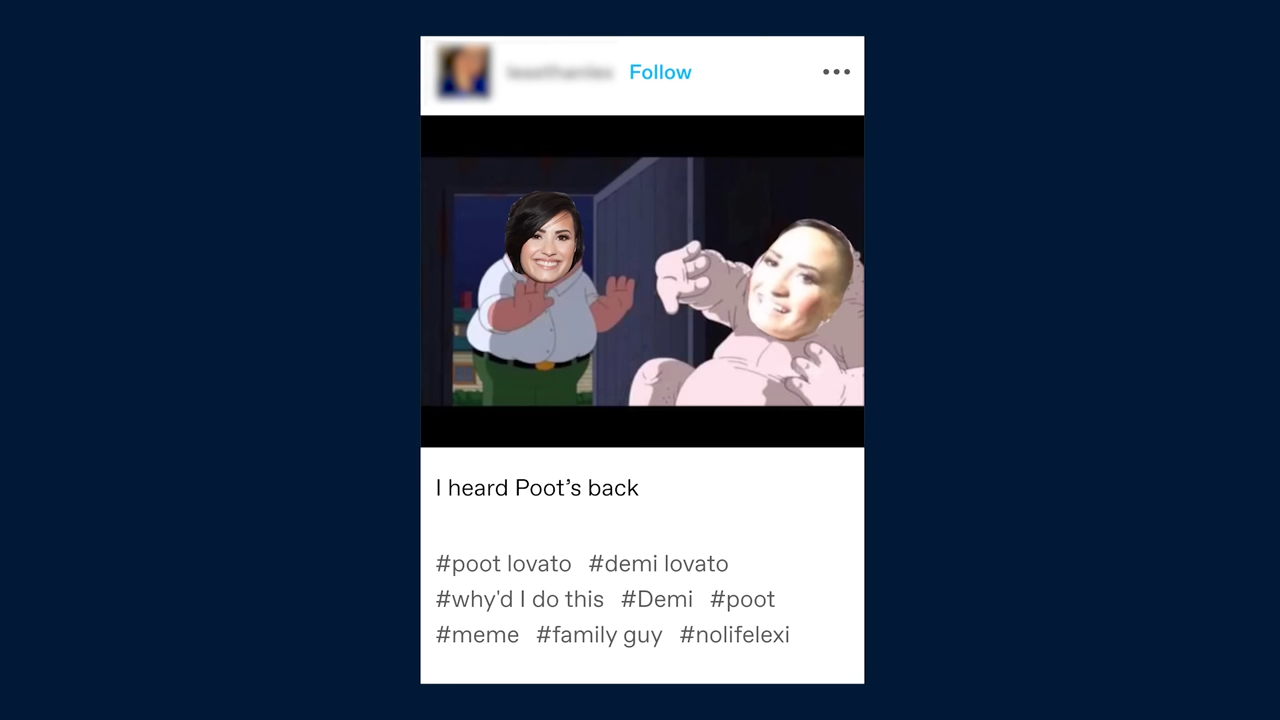 Follow
I heard Poot’s back
#poot lovato #demi lovato
#why'd I do this #Demi #poot
#meme #family guy #nolifelexi